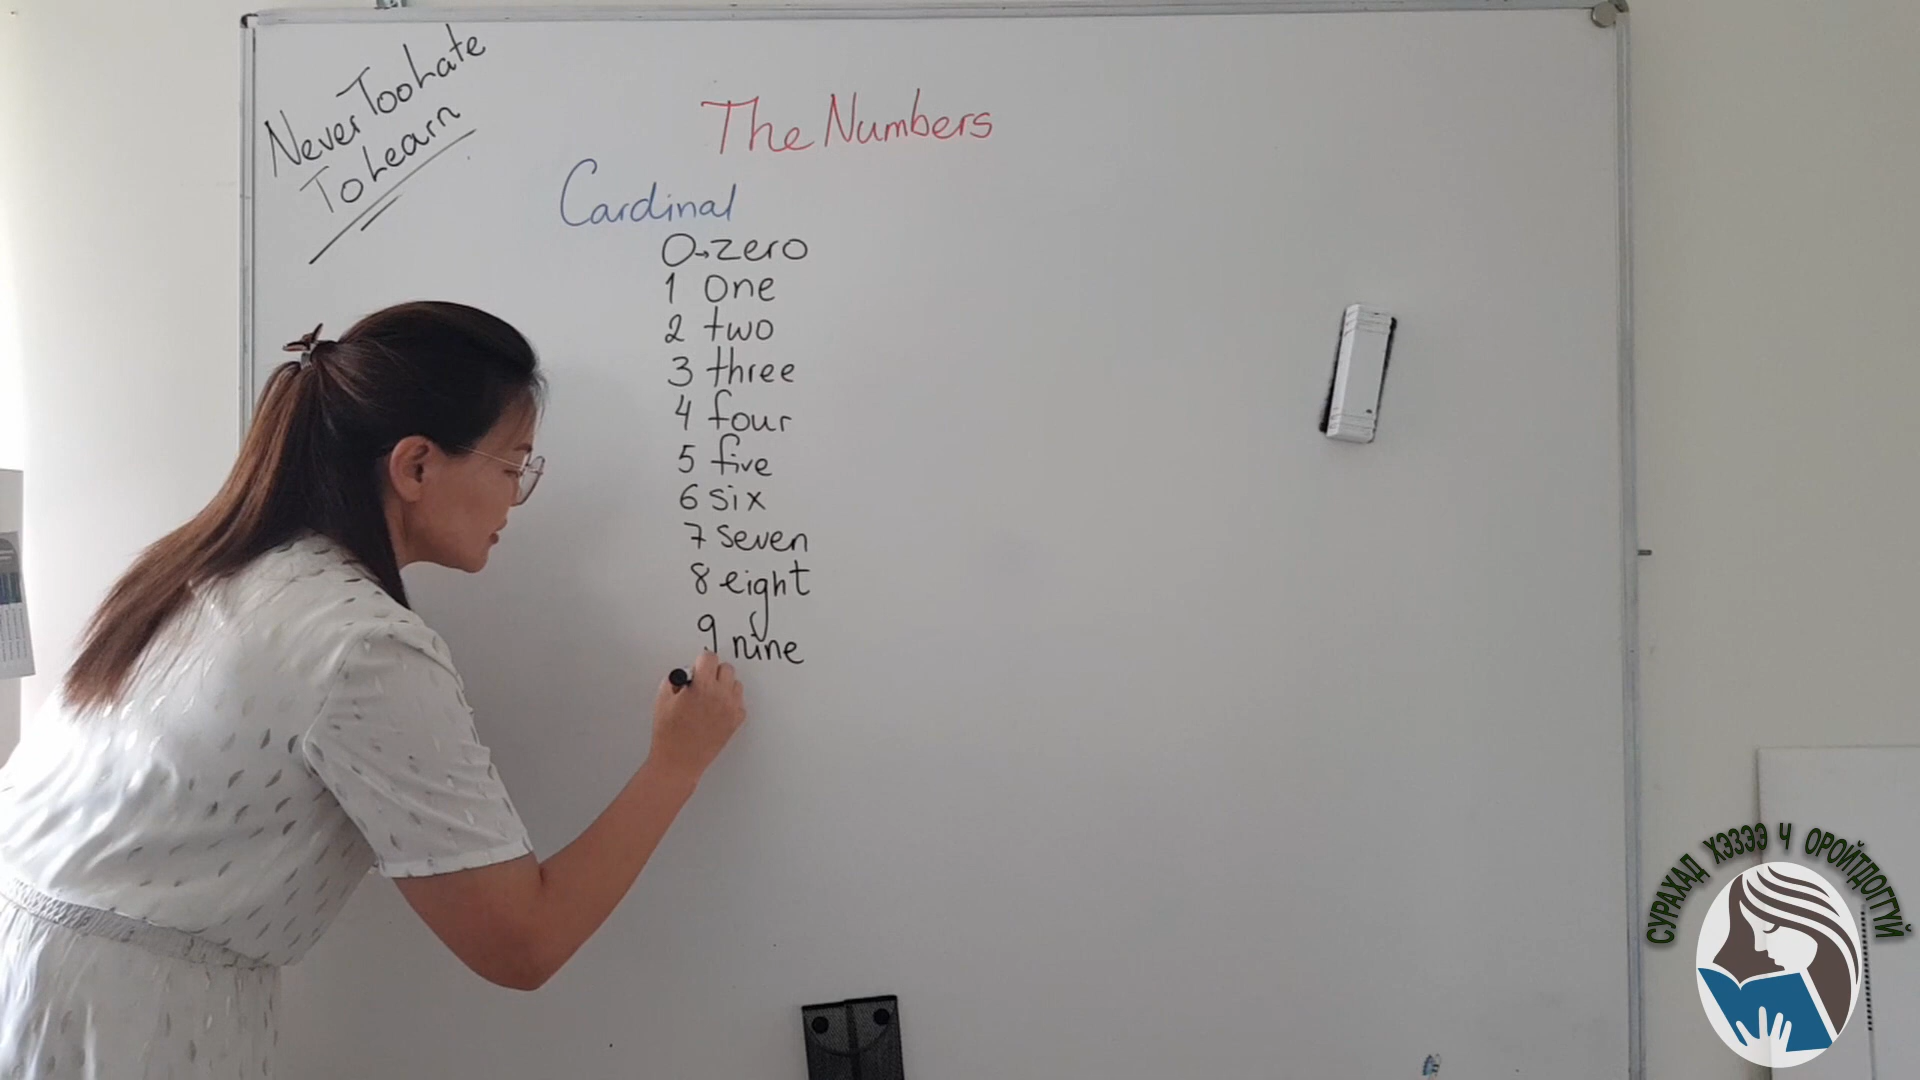 Never Too Late
To Learn
The Numbers
Cardinal
0→zero
1 one
2 two
3 three
4 four
5 five
6 six
7 seven
8 eight
9 nine
СУРАХАД ХЭЗЭЭ Ч ОРОЙТДОГГҮЙ